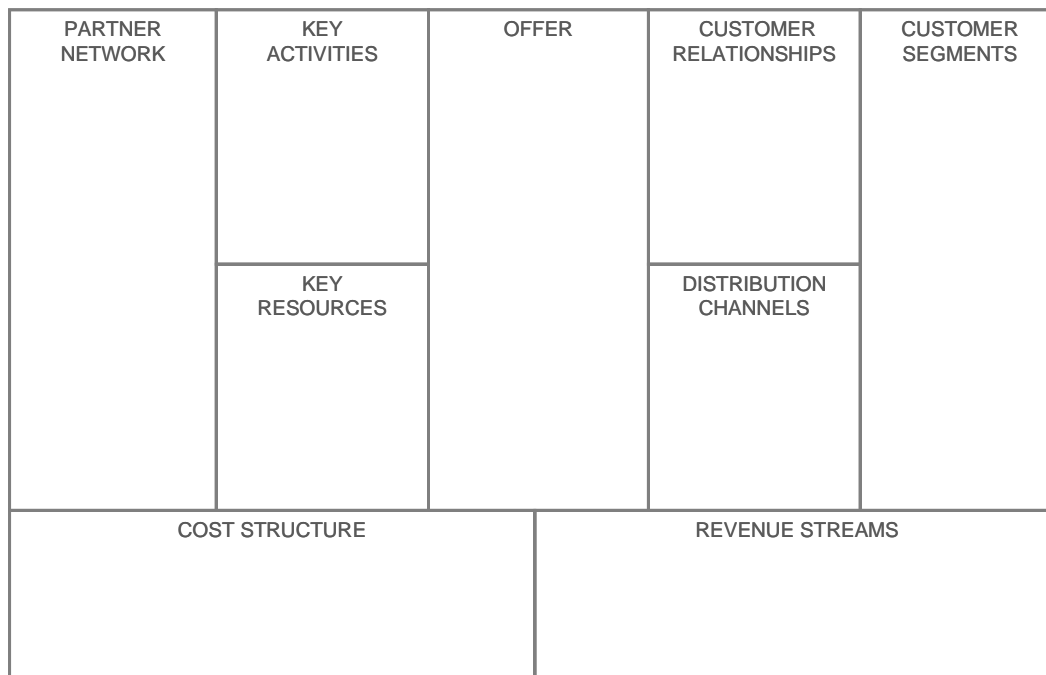 PARTNER
NETWORK
KEY
ACTIVITIES
OFFER
CUSTOMER
RELATIONSHIPS
CUSTOMER
SEGMENTS
KEY
RESOURCES
DISTRIBUTION
CHANNELS
COST STRUCTURE
REVENUE STREAMS